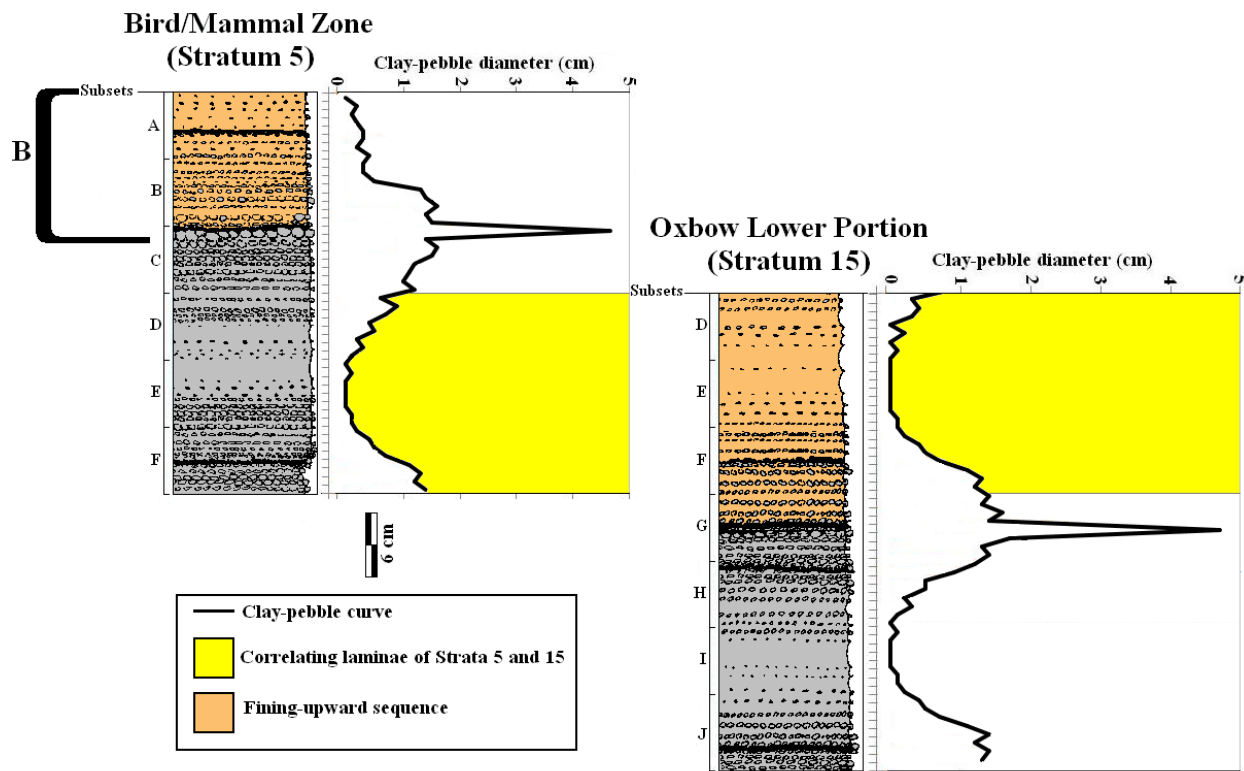 Bird/Mammal Zone
(Stratum 5)
Clay-pebble diameter (cm)
0 1 2 3 4 5
Subsets
B
A
B
C
D
E
F
6 cm
Oxbow Lower Portion
(Stratum 15)
Clay-pebble diameter (cm)
0 1 2 3 4 5
Subsets
D
E
F
G
H
I
J
Clay-pebble curve
Correlating laminae of Strata 5 and 15
Fining-upward sequence